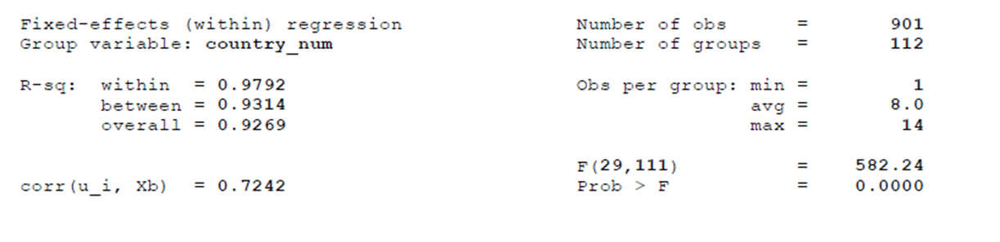 Fixed-effects (within) regression Number of obs = 901
Group variable: country_num Number of groups = 112
R-sq: within = 0.9792 Obs per group: min = 1
between = 0.9314 avg = 8.0
overall = 0.9269 max = 14
F(29,111) = 582.24
corr(u_i, Xb) = 0.7242 Prob > F = 0.0000